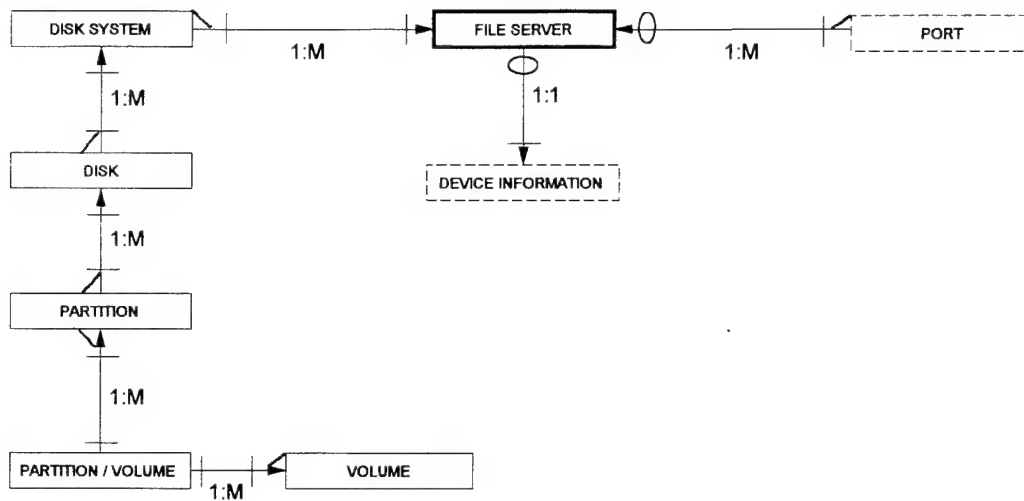 DISK SYSTEM
FILE SERVER
PORT
1:M
1:M
1:M
1:1
DISK
DEVICE INFORMATION
1:M
PARTITION
1:M
PARTITION / VOLUME
VOLUME
1:M